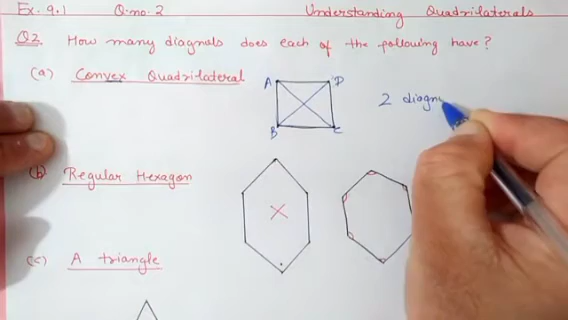 Ex. 9.1 Q.no. 2 Understanding Quadrilaterals
Q2. How many diagnols does each of the following have?
(a) Convex Quadrilateral
A D
B C
2 diagn
(b) Regular Hexagon
(c) A triangle